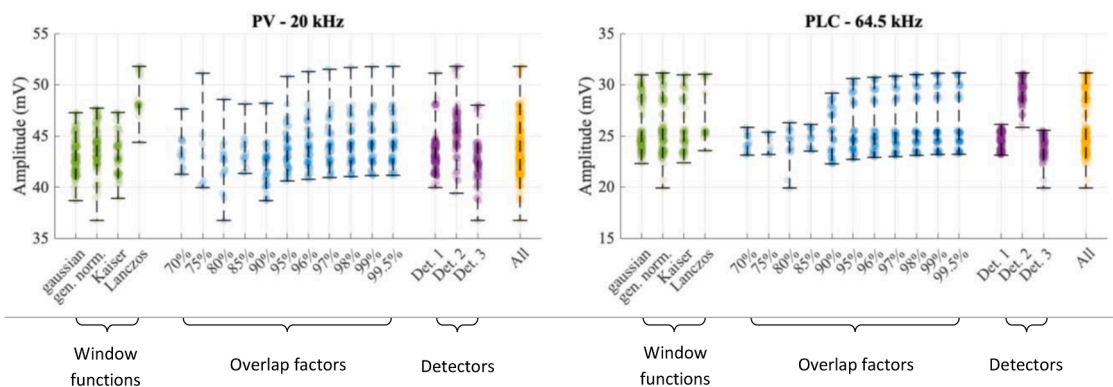 PV - 20 kHz
Amplitude (mV)
55
50
45
40
35
gaussian
gen. norm.
Kaiser
Lanczos
70%
75%
80%
85%
90%
95%
96%
97%
98%
99%
99.5%
Det. 1
Det. 2
Det. 3
All
Window
functions
Overlap factors
Detectors
PLC - 64.5 kHz
Amplitude (mV)
35
30
25
20
15
gaussian
gen. norm.
Kaiser
Lanczos
70%
75%
80%
85%
90%
95%
96%
97%
98%
99%
99.5%
Det. 1
Det. 2
Det. 3
All
Window
functions
Overlap factors
Detectors